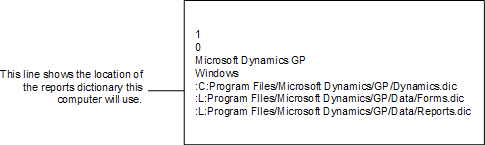 1
0
Microsoft Dynamics GP
Windows
:C:Program Files/Microsoft Dynamics/GP/Dynamics.dic
:L:Program FIles/Microsoft Dynamics/GP/Data/Forms.dic
:L:Program FIles/Microsoft Dynamics/GP/Data/Reports.dic
This line shows the location of
the reports dictionary this
computer will use.